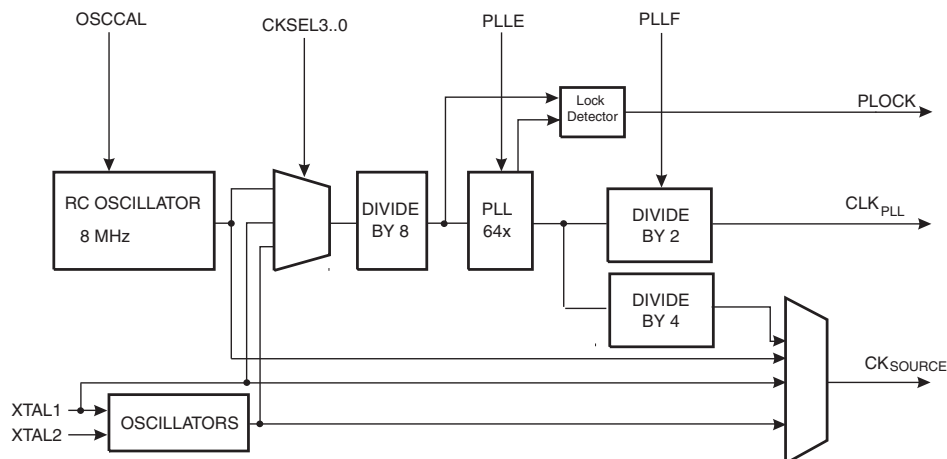 OSCCAL
CKSEL3..0
PLLE
PLLF
Lock
Detector
PLOCK
RC OSCILLATOR
8 MHz
DIVIDE
BY 8
PLL
64x
DIVIDE
BY 2
CLKPLL
DIVIDE
BY 4
CKSOURCE
XTAL1
XTAL2
OSCILLATORS